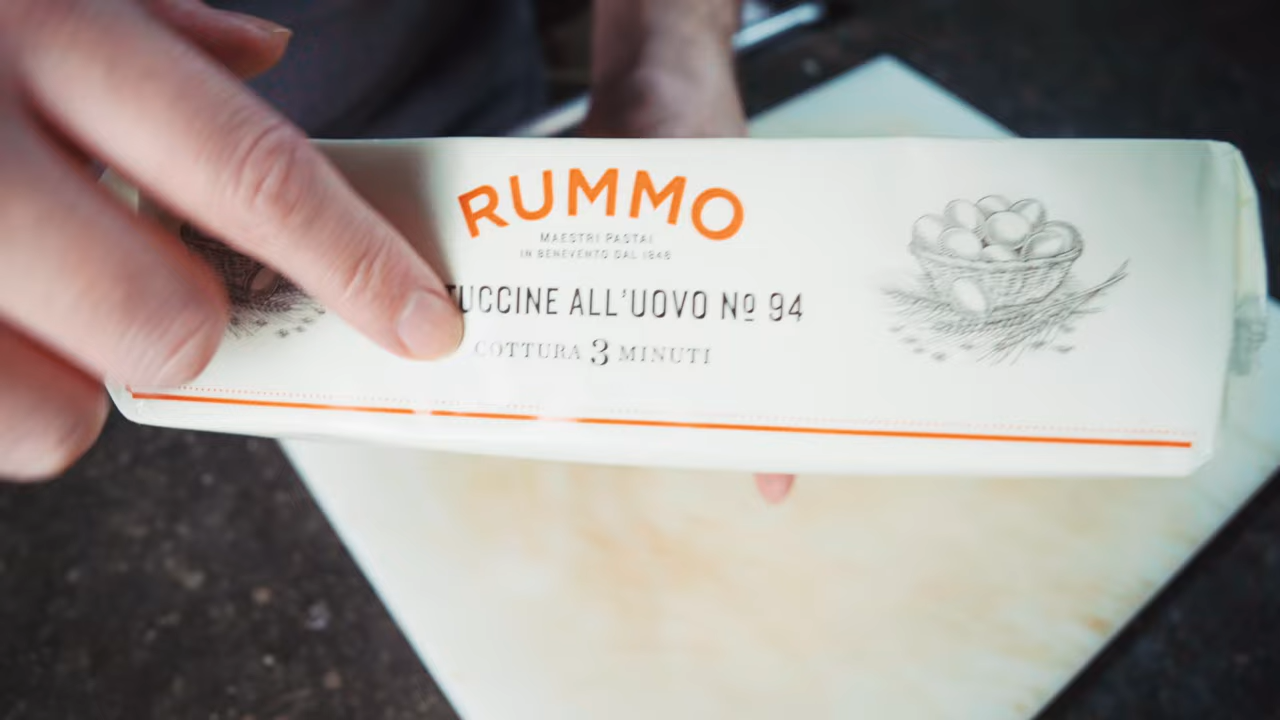 RUMMO
MAESTRI PASTAI
IN BENEVENTO DAL 1846
TUCCINE ALL'UOVO Nº 94
COTTURA 3 MINUTI